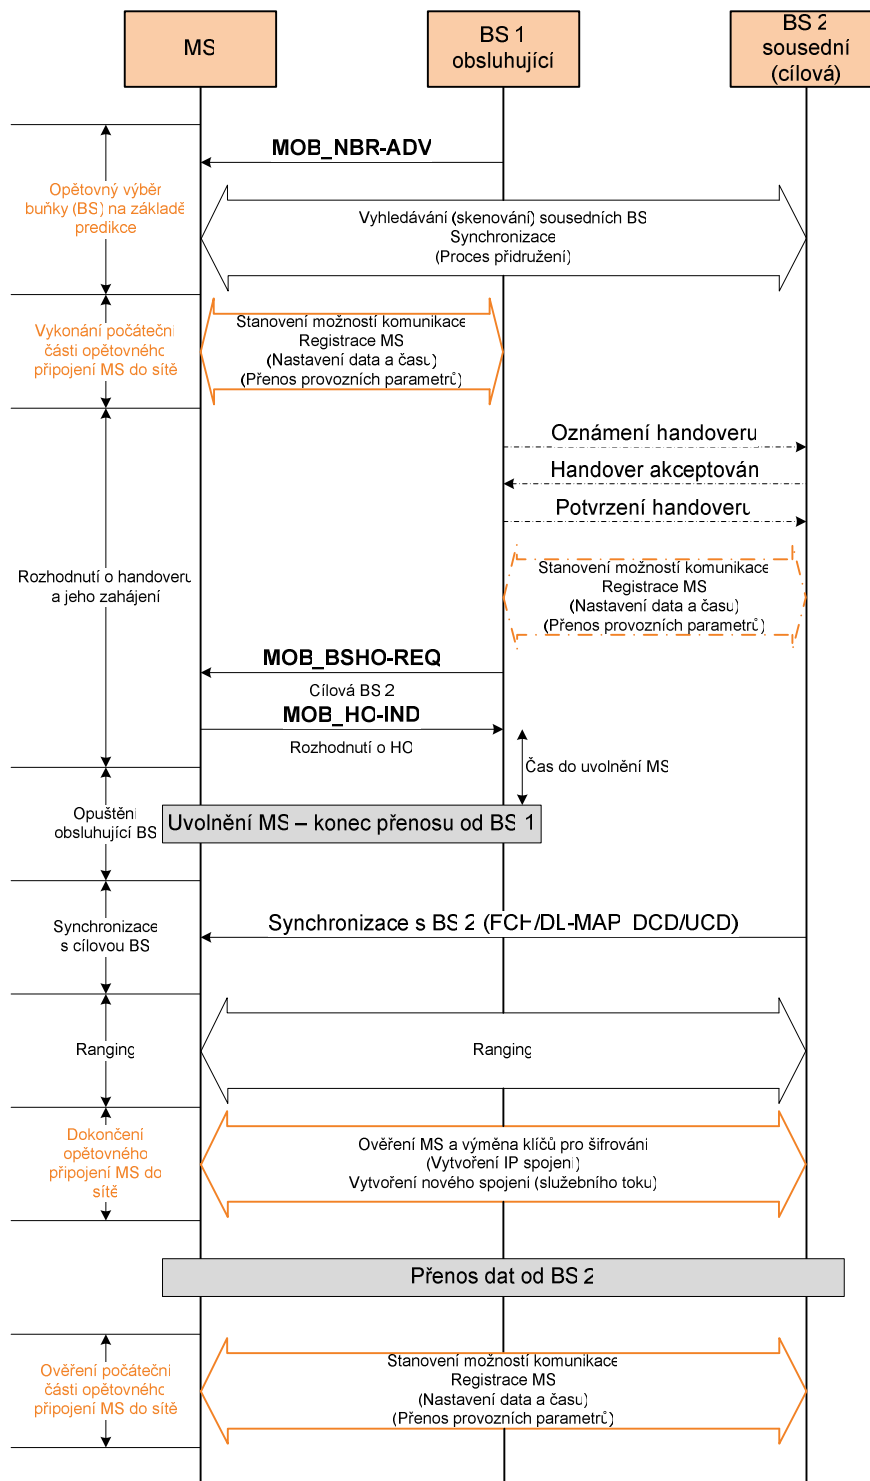 MS
BS 1
obsluhující
BS 2
sousední
(cílová)
MOB_NBR-ADV
Opětovný výběr
buňky (BS) na základě
predikce
Vyhledávání (skenování) sousedních BS
Synchronizace
(Proces přidružení)
Vykonání počáteční
části opětovného
připojení MS do sítě
Stanovení možností komunikace
Registrace MS
(Nastavení data a času)
(Přenos provozních parametrů)
Oznámení handoveru
Handover akceptován
Potvrzení handoveru
Rozhodnutí o handoveru
a jeho zahájení
Stanovení možností komunikace
Registrace MS
(Nastavení data a času)
(Přenos provozních parametrů)
MOB_BSHO-REQ
Cílová BS 2
MOB_HO-IND
Rozhodnutí o HO
Čas do uvolnění MS
Opuštění
obsluhující BS
Uvolnění MS – konec přenosu od BS 1
Synchronizace
s cílovou BS
Synchronizace s BS 2 (FCH/DL-MAP DCD/UCD)
Ranging
Ranging
Dokončení
opětovného
připojení MS do
sítě
Ověření MS a výměna klíčů pro šifrování
(Vytvoření IP spojení)
Vytvoření nového spojení (služebního toku)
Přenos dat od BS 2
Ověření počáteční
části opětovného
připojení MS do sítě
Stanovení možností komunikace
Registrace MS
(Nastavení data a času)
(Přenos provozních parametrů)